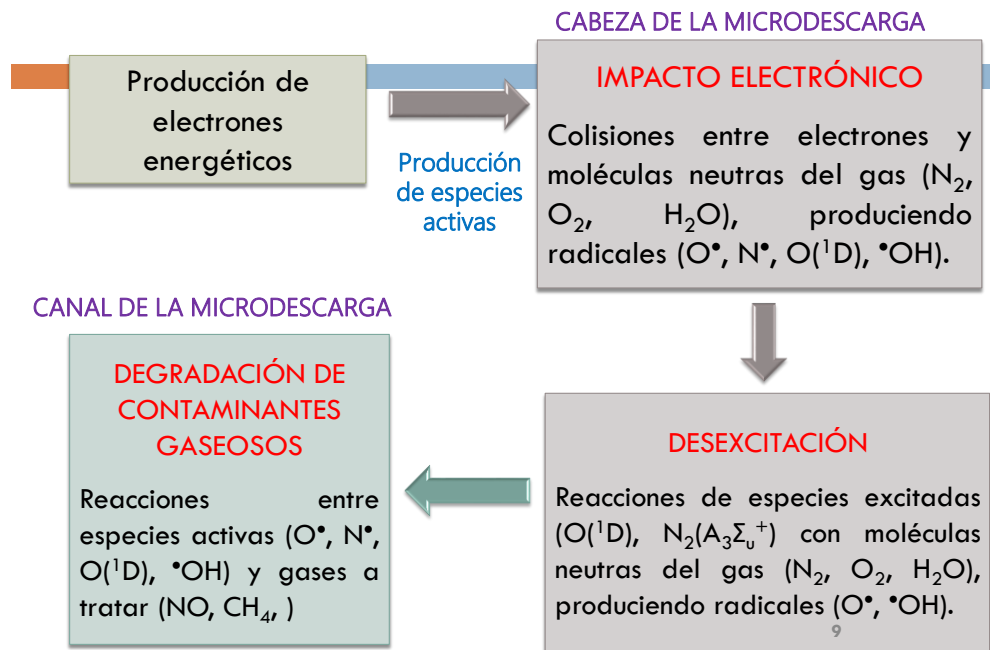 CABEZA DE LA MICRODESCARGA
Producción de
electrones
energéticos
Producción
de especies
activas
IMPACTO ELECTRÓNICO
Colisiones entre electrones y
moléculas neutras del gas (N₂,
O₂, H₂O), produciendo
radicales (O•, N•, O(¹D), •OH).
DESEXCITACIÓN
Reacciones de especies excitadas
(O(¹D), N₂(A₃Σᵤ⁺) con moléculas
neutras del gas (N₂, O₂, H₂O),
produciendo radicales (O•, •OH).
CANAL DE LA MICRODESCARGA
DEGRADACIÓN DE
CONTAMINANTES
GASEOSOS
Reacciones entre
especies activas (O•, N•,
O(¹D), •OH) y gases a
tratar (NO, CH₄, )
9